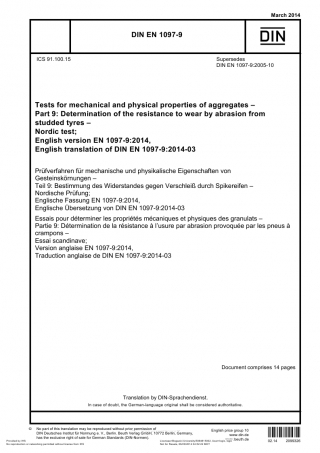 March 2014
DIN EN 1097-9
DIN
ICS 91.100.15
Supersedes
DIN EN 1097-9:2005-10
Tests for mechanical and physical properties of aggregates –
Part 9: Determination of the resistance to wear by abrasion from
studded tyres –
Nordic test;
English version EN 1097-9:2014,
English translation of DIN EN 1097-9:2014-03
Prüfverfahren für mechanische und physikalische Eigenschaften von
Gesteinskörnungen –
Teil 9: Bestimmung des Widerstandes gegen Verschleiß durch Spikereifen –
Nordische Prüfung;
Englische Fassung EN 1097-9:2014,
Englische Übersetzung von DIN EN 1097-9:2014-03
Essais pour déterminer les propriétés mécaniques et physiques des granulats –
Partie 9: Détermination de la résistance à l'usure par abrasion provoquée par les pneus à
crampons –
Essai scandinave;
Version anglaise EN 1097-9:2014,
Traduction anglaise de DIN EN 1097-9:2014-03
Document comprises 14 pages
Translation by DIN-Sprachendienst.
In case of doubt, the German-language original shall be considered authoritative.
© No part of this translation may be reproduced without prior permission of
DIN Deutsches Institut für Normung e. V., Berlin. Beuth Verlag GmbH, 10772 Berlin, Germany,
has the exclusive right of sale for German Standards (DIN-Normen).
English price group 10
www.din.de
www.beuth.de